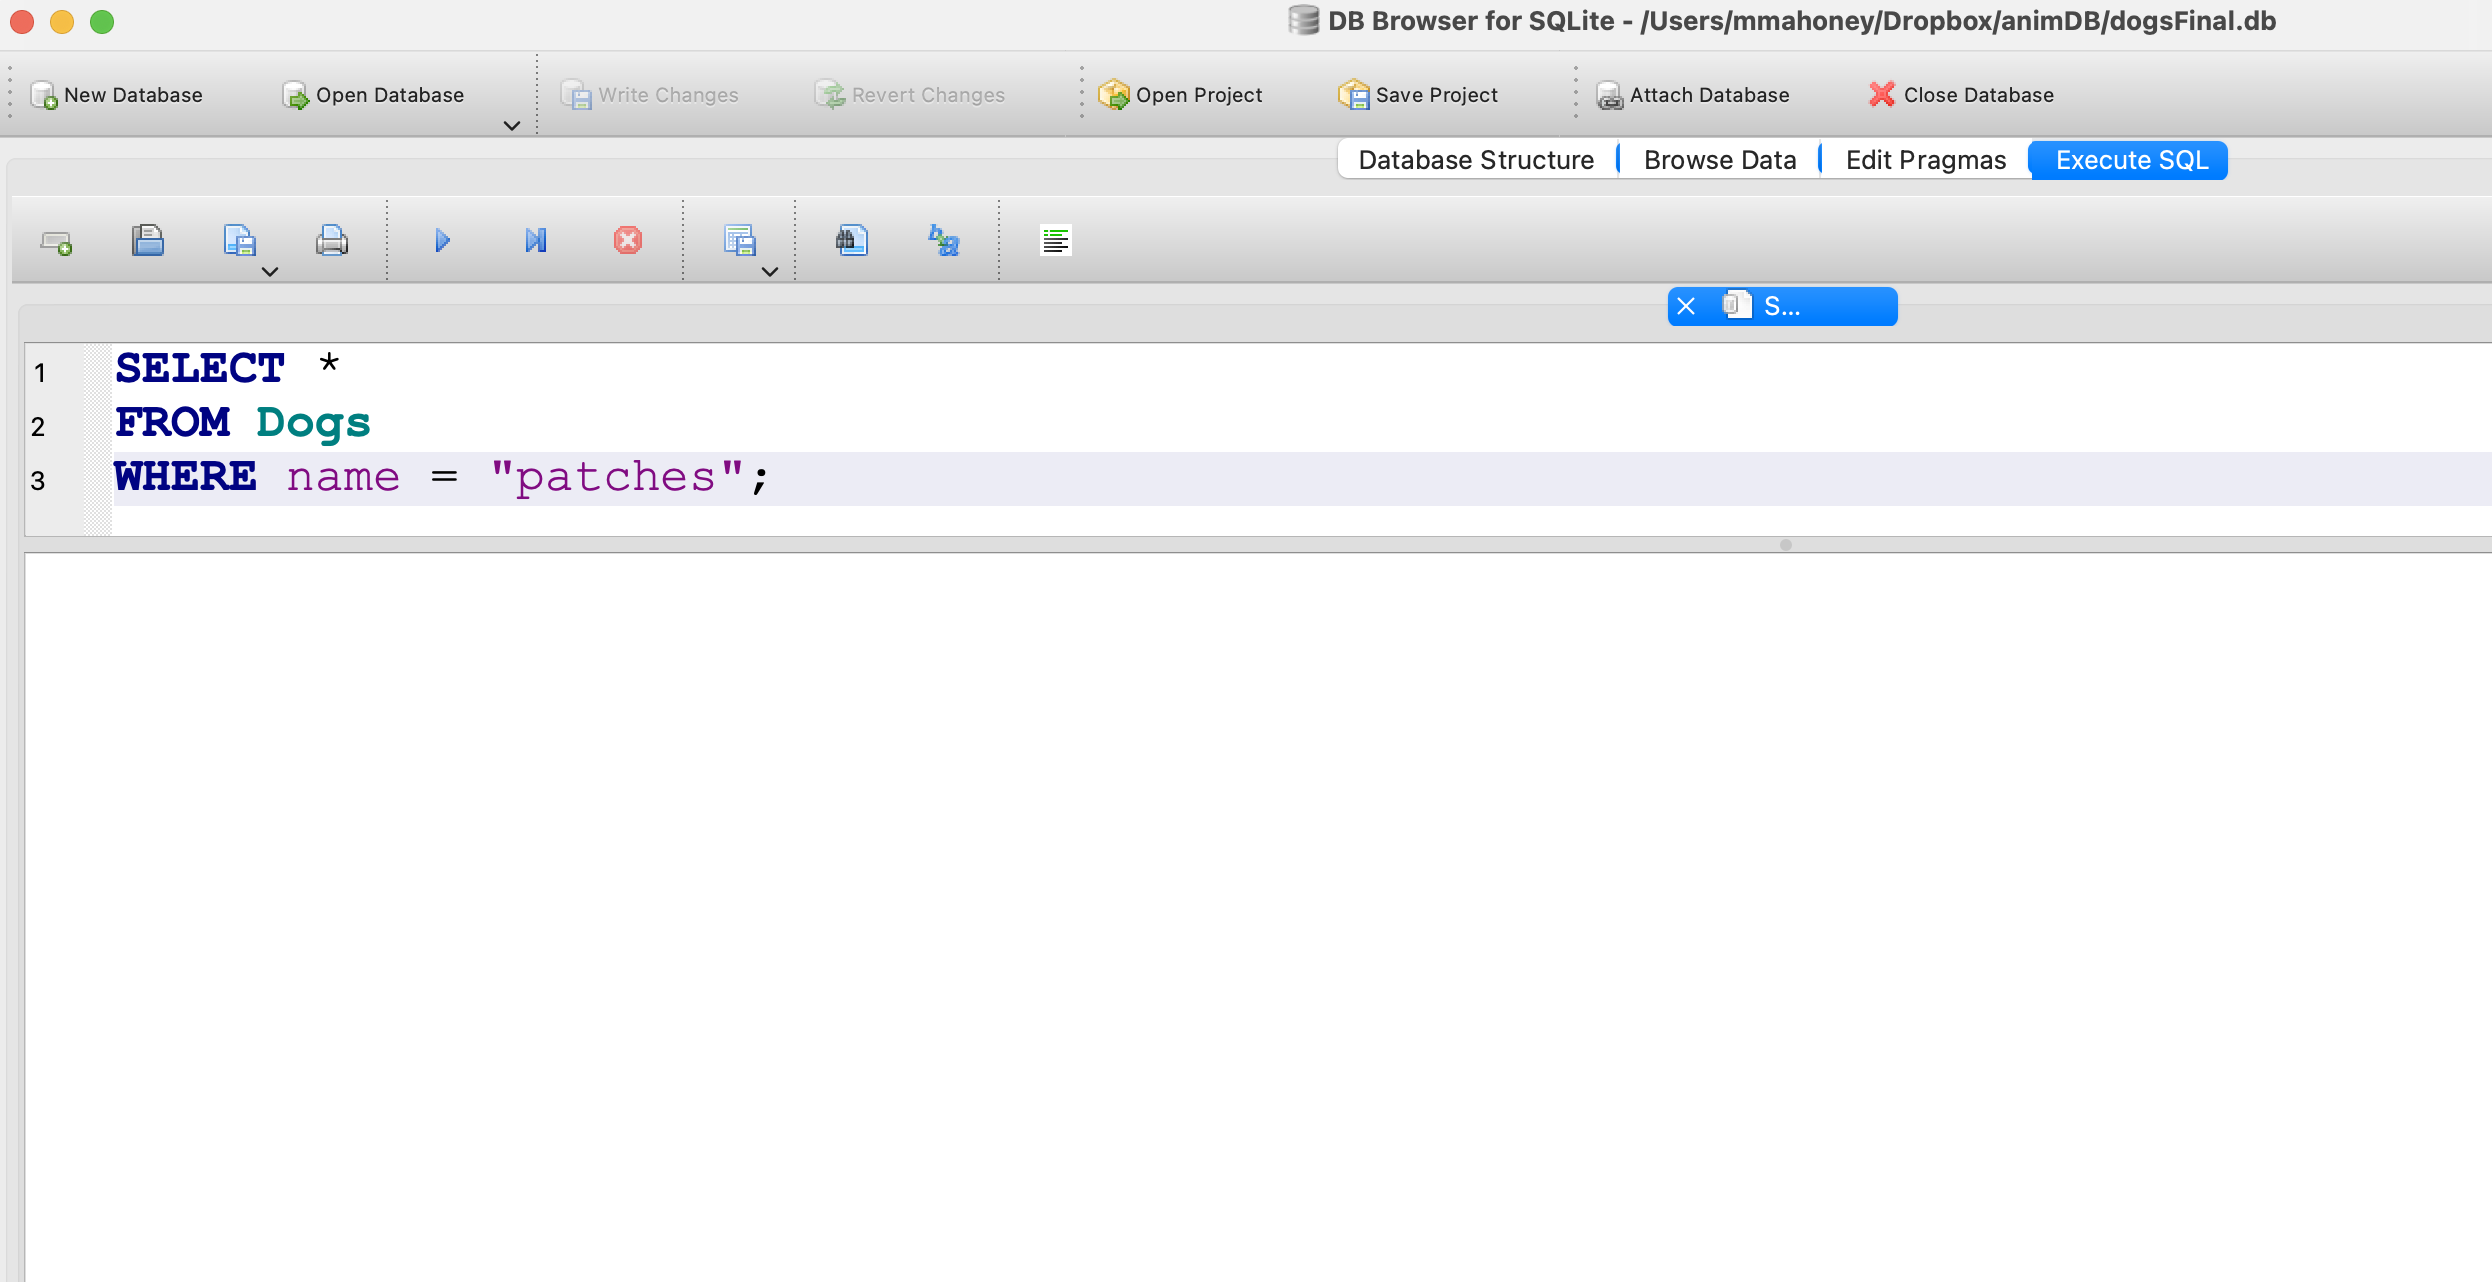 DB Browser for SQLite - /Users/mmahoney/Dropbox/animDB/dogsFinal.db
New Database Open Database Write Changes Revert Changes Open Project Save Project Attach Database Close Database
Database Structure Browse Data Edit Pragmas Execute SQL
S...
1 SELECT *
2 FROM Dogs
3 WHERE name = "patches";